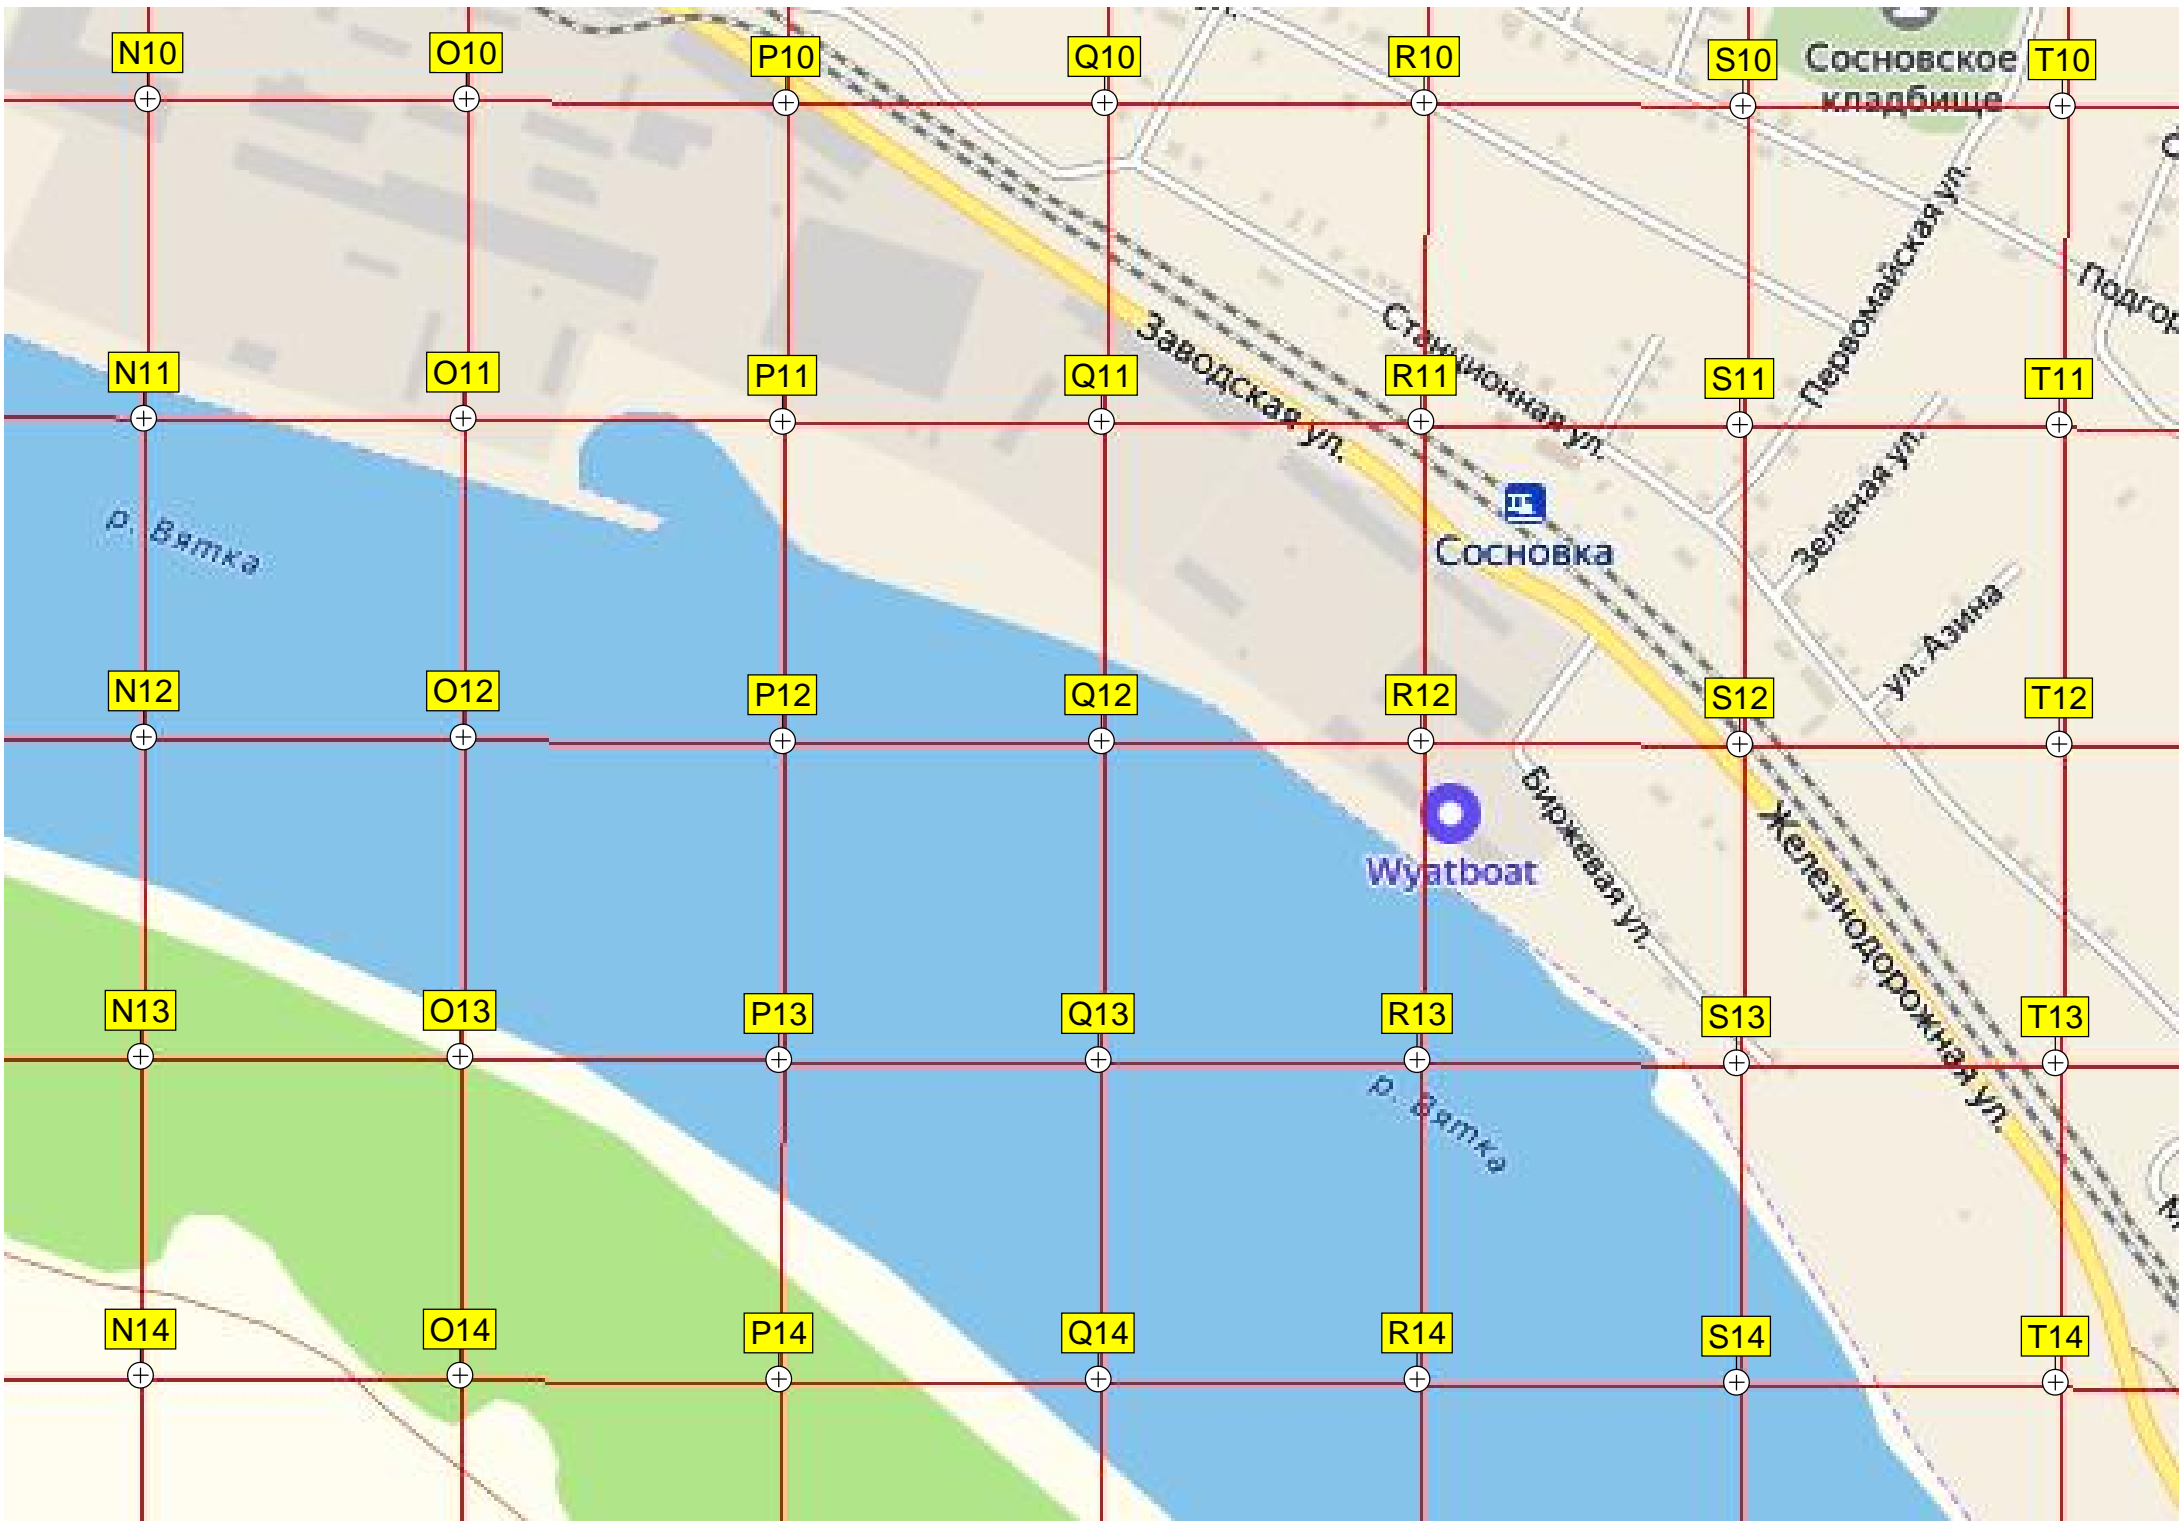 N10
O10
P10
Q10
R10
S10
Сосновское
кладбище
T10
Первомайская ул.
Подгор
Заводская ул.
Станционная ул.
N11
O11
P11
Q11
R11
S11
T11
р. Вятка
Сосновка
Зелёная ул.
ул. Азина
N12
O12
P12
Q12
R12
S12
T12
Wyatboat
Биржевая ул.
Железнодорожная ул.
N13
O13
P13
Q13
R13
S13
T13
р. Вятка
N14
O14
P14
Q14
R14
S14
T14